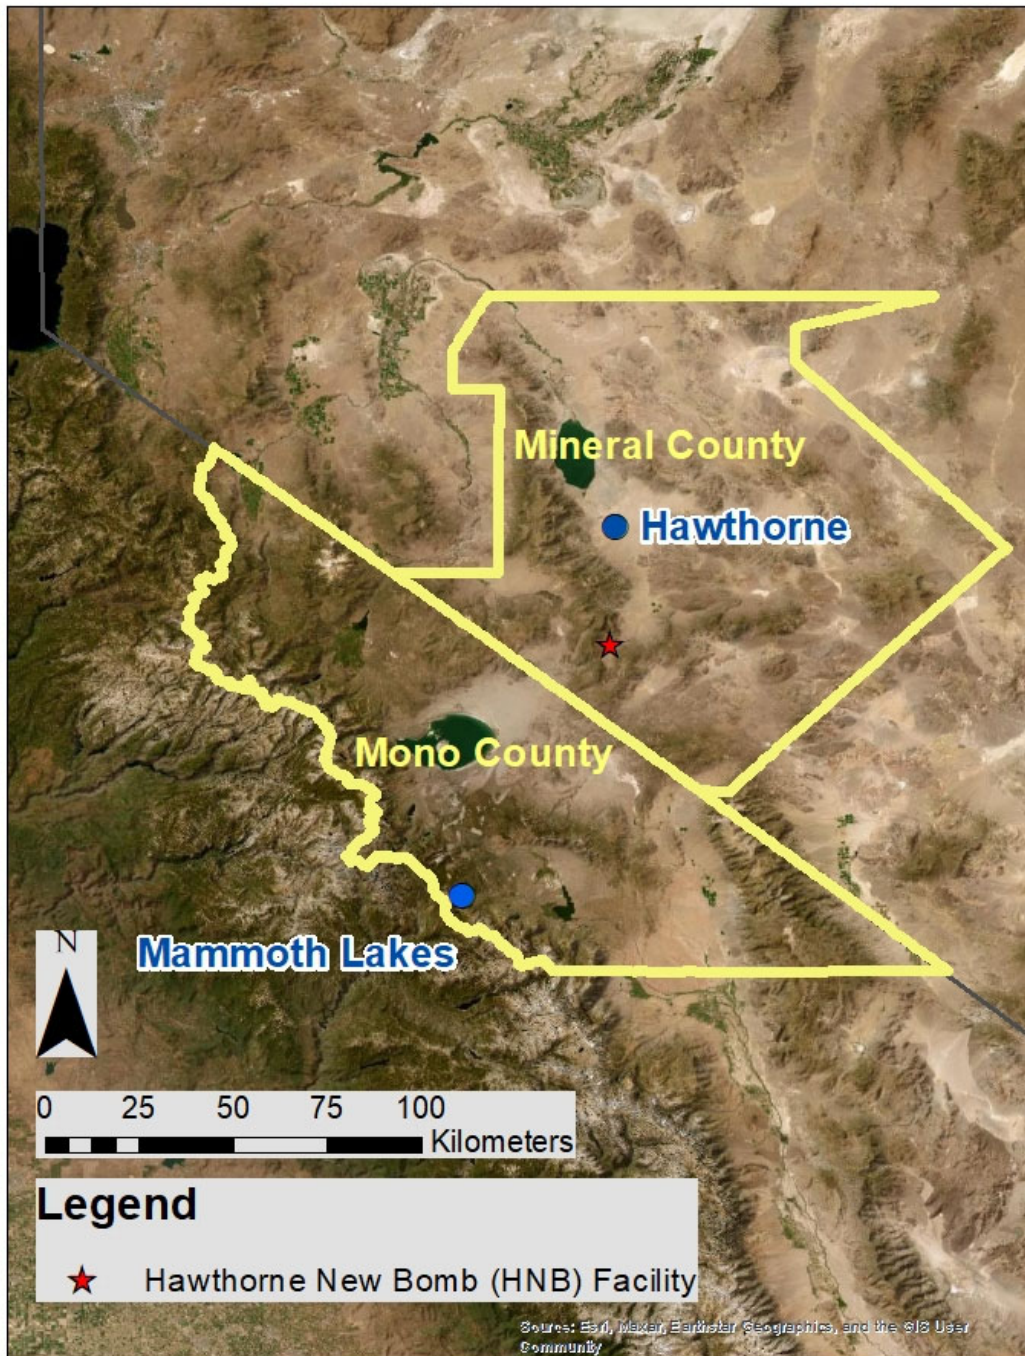 Mineral County
Hawthorne
Mono County
Mammoth Lakes
N
0 25 50 75 100
Kilometers
Legend
Hawthorne New Bomb (HNB) Facility
Source: Esri, Maxar, Earthstar Geographics, and the GIS User
Community